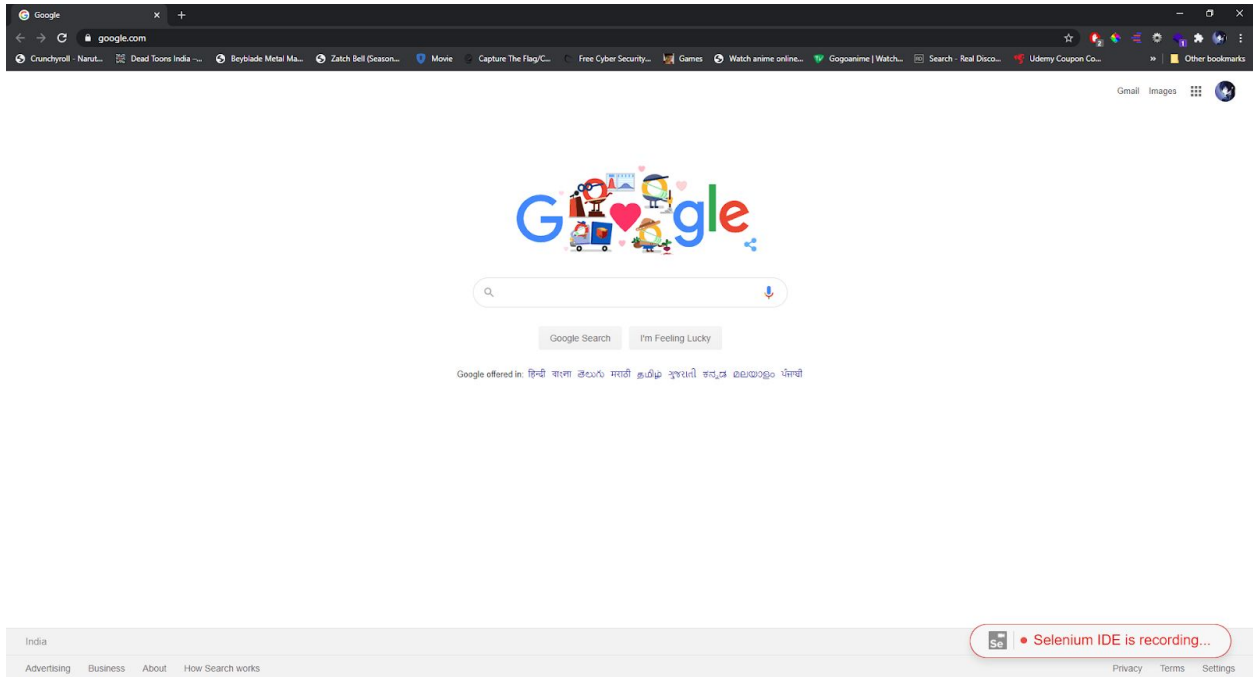 Google
google.com
Crunchyroll - Narut... Dead Toons India –... Beyblade Metal Ma... Zatch Bell (Season... Movie Capture The Flag/C... Free Cyber Security... Games Watch anime online... Gogoanime | Watch... Search - Real Disco... Udemy Coupon Co... » Other bookmarks
Gmail Images
Google
Google Search I'm Feeling Lucky
Google offered in: हिन्दी বাংলা తెలుగు मराठी தமிழ் ગુજરાતી ಕನ್ನಡ മലയാളം ਪੰਜਾਬੀ
India
Se Selenium IDE is recording...
Advertising Business About How Search works Privacy Terms Settings